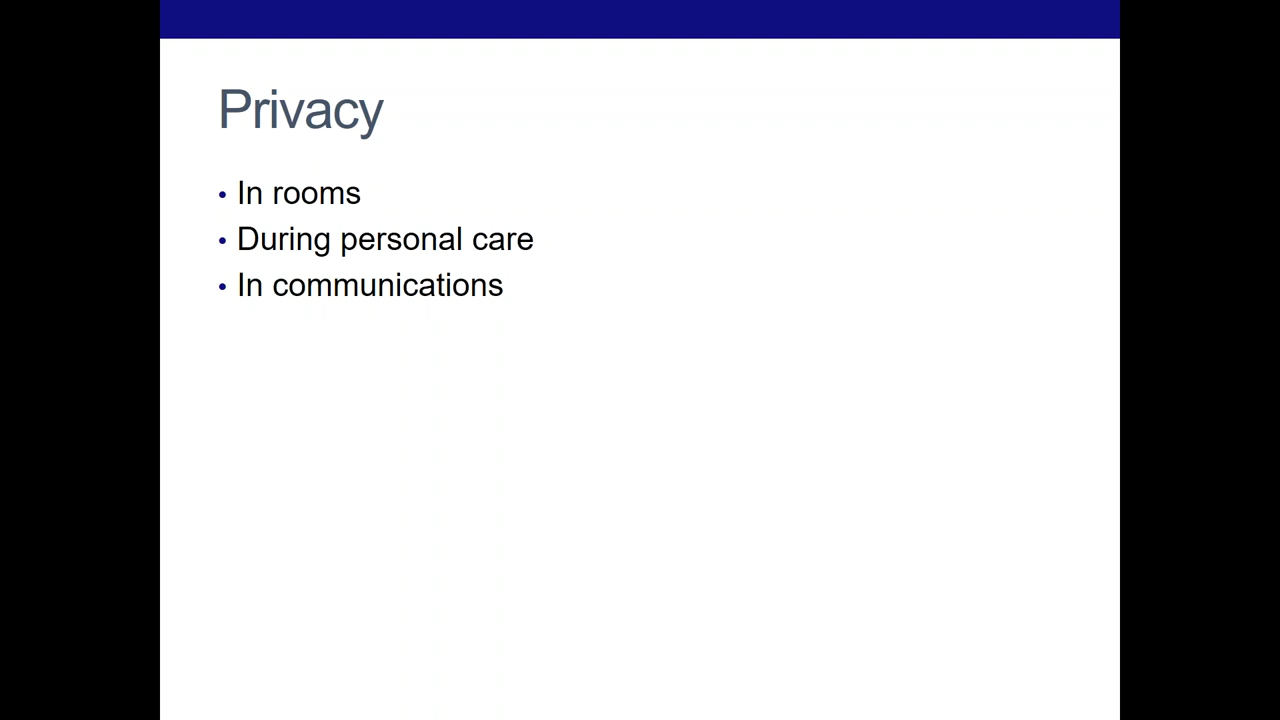 Privacy
• In rooms
• During personal care
• In communications